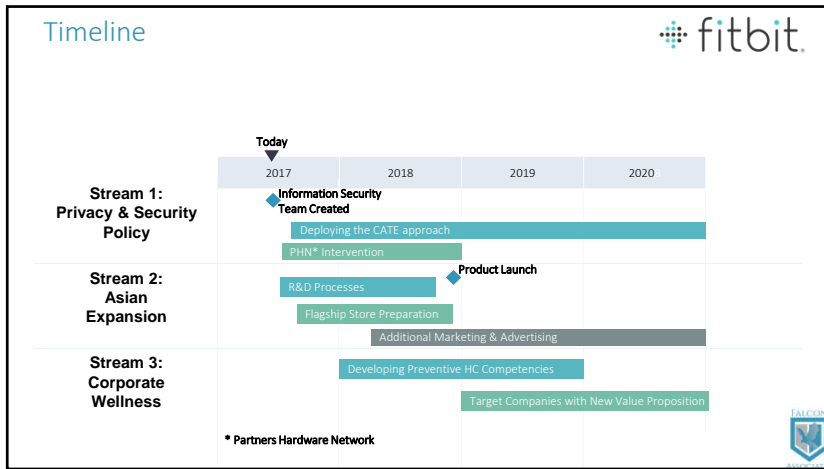 Timeline
fitbit.
Today
2017 2018 2019 2020
Stream 1:
Privacy & Security
Policy
Information Security
Team Created
Deploying the CATE approach
PHN* Intervention
Stream 2:
Asian
Expansion
Product Launch
R&D Processes
Flagship Store Preparation
Additional Marketing & Advertising
Stream 3:
Corporate
Wellness
Developing Preventive HC Competencies
Target Companies with New Value Proposition
* Partners Hardware Network
FALCON
ASSOCIATES